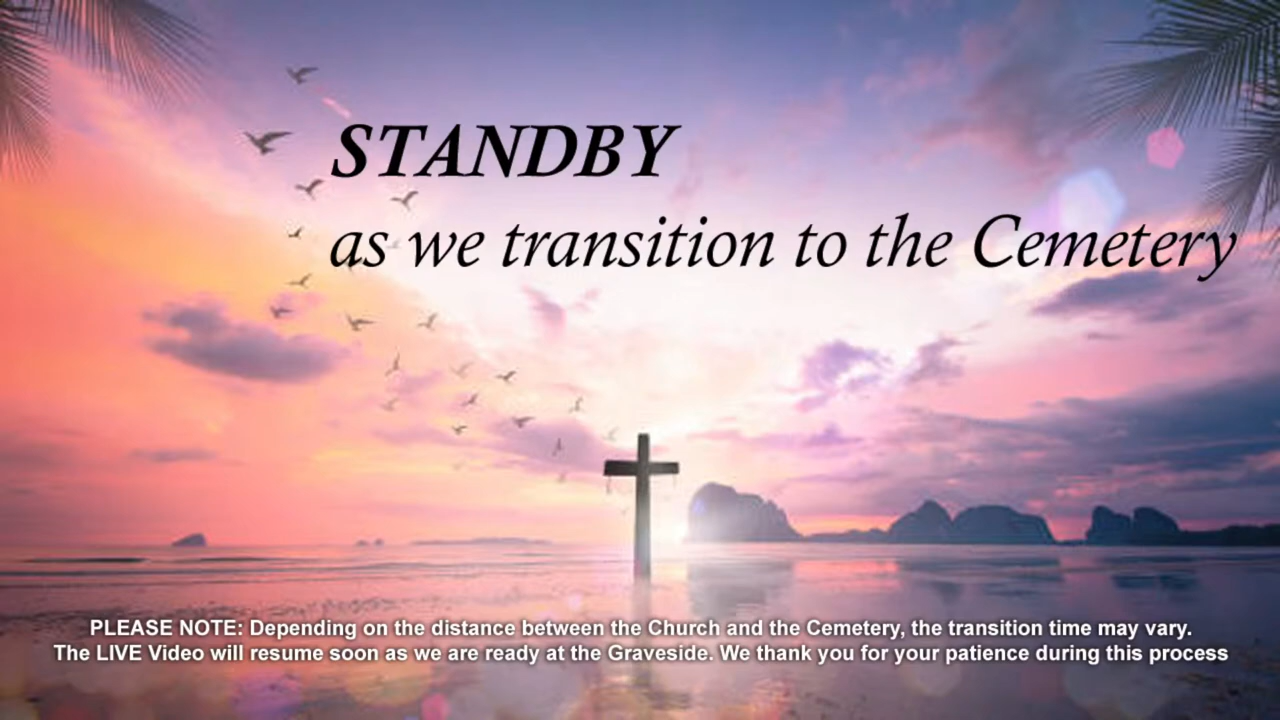 STANDBY
as we transition to the Cemetery
PLEASE NOTE: Depending on the distance between the Church and the Cemetery, the transition time may vary.
The LIVE Video will resume soon as we are ready at the Graveside. We thank you for your patience during this process